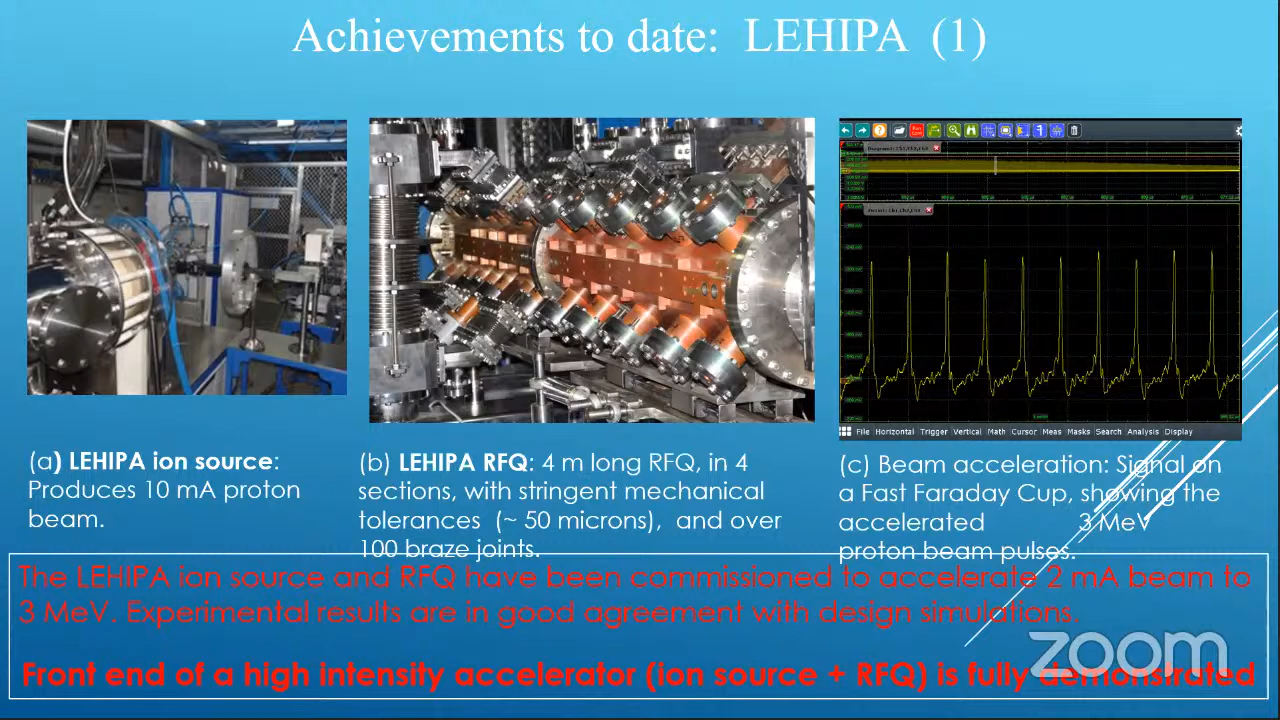 Achievements to date: LEHIPA (1)
File Horizontal Trigger Vertical Math Cursor Meas Masks Search Analysis Display
(a) LEHIPA ion source:
Produces 10 mA proton
beam.
(b) LEHIPA RFQ: 4 m long RFQ, in 4
sections, with stringent mechanical
tolerances (~ 50 microns), and over
100 braze joints.
(c) Beam acceleration: Signal on
a Fast Faraday Cup, showing the
accelerated 3 MeV
proton beam pulses.
The LEHIPA ion source and RFQ have been commissioned to accelerate 2 mA beam to
3 MeV. Experimental results are in good agreement with design simulations.
Front end of a high intensity accelerator (ion source + RFQ) is fully demonstrated
zoom